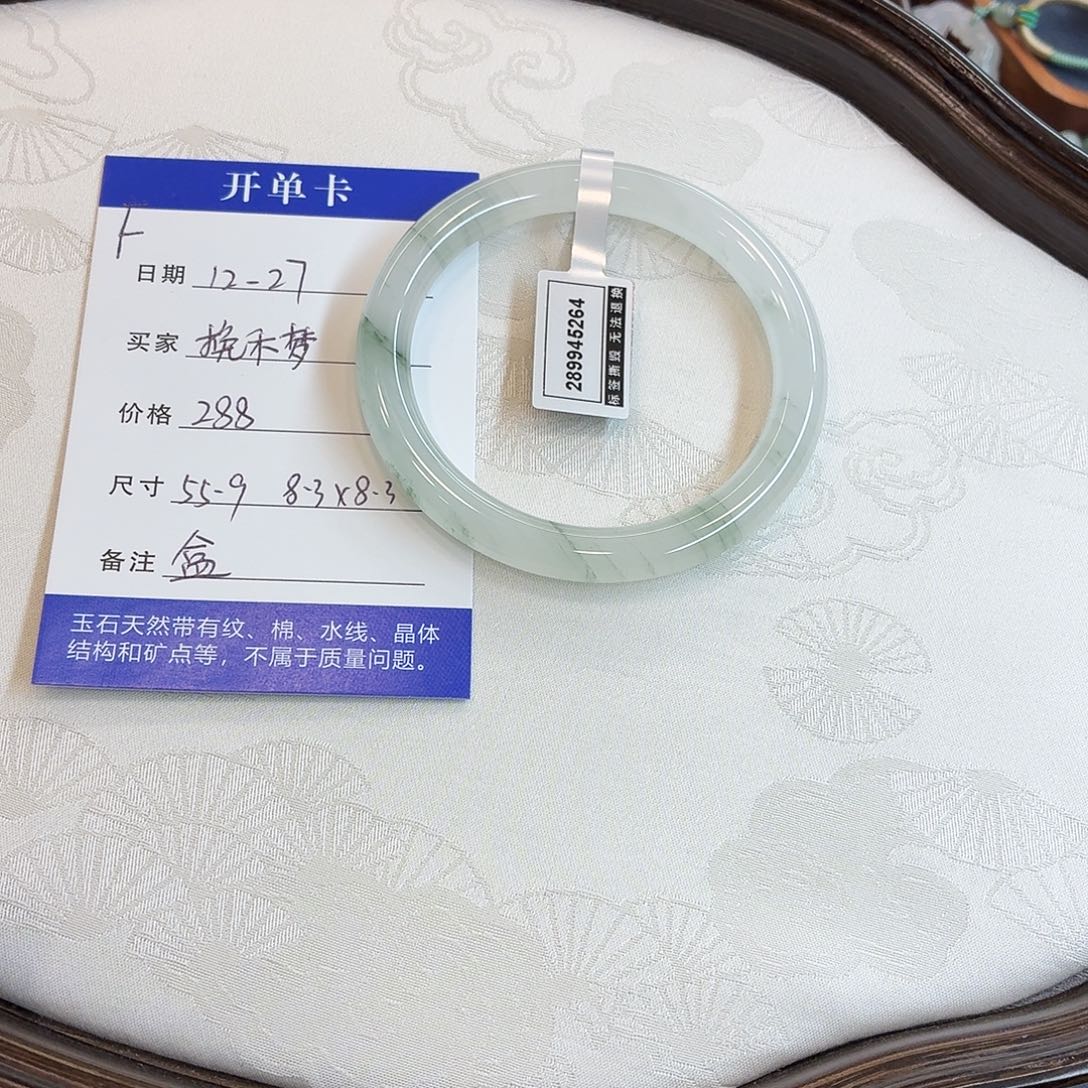 开单卡
F
日期 12-27
买家 挽禾梦
价格 288
尺寸 55-9 8-3x8-3
备注 盒
玉石天然带有纹、棉、水线、晶体
结构和矿点等，不属于质量问题。
289945264
标签撕毁 无法退换